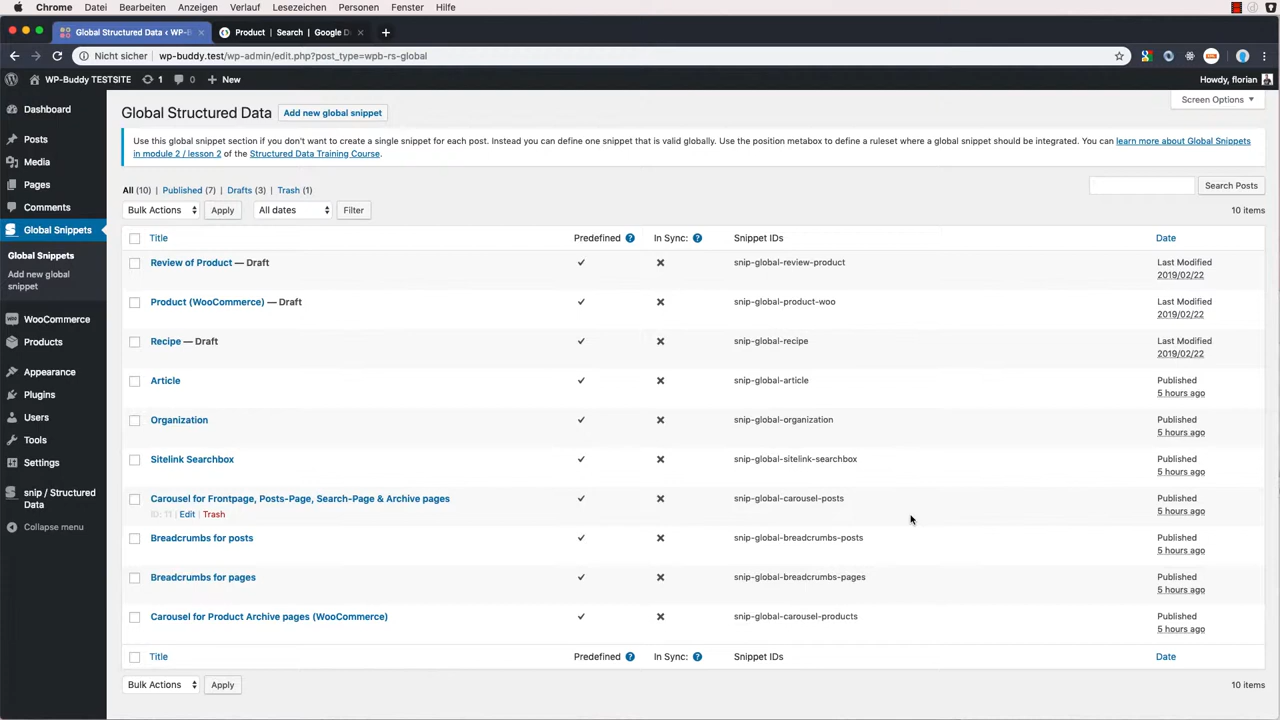 Chrome Datei Bearbeiten Anzeigen Verlauf Lesezeichen Personen Fenster Hilfe
Global Structured Data ‹ WP-
Product | Search | Google D
Nicht sicher wp-buddy.test/wp-admin/edit.php?post_type=wpb-rs-global
WP-Buddy TESTSITE 1 0 + New Howdy, florian
Screen Options
Dashboard
Posts
Media
Pages
Comments
Global Snippets
Global Snippets
Add new global
snippet
WooCommerce
Products
Appearance
Plugins
Users
Tools
Settings
snip / Structured
Data
Collapse menu
Global Structured Data Add new global snippet
Use this global snippet section if you don't want to create a single snippet for each post. Instead you can define one snippet that is valid globally. Use the position metabox to define a ruleset where a global snippet should be integrated. You can learn more about Global Snippets
in module 2 / lesson 2 of the Structured Data Training Course.
All (10) | Published (7) | Drafts (3) | Trash (1)
Search Posts
Bulk Actions Apply All dates Filter 10 items
Title Predefined ? In Sync: ? Snippet IDs Date
Review of Product — Draft snip-global-review-product Last Modified
2019/02/22
Product (WooCommerce) — Draft snip-global-product-woo Last Modified
2019/02/22
Recipe — Draft snip-global-recipe Last Modified
2019/02/22
Article snip-global-article Published
5 hours ago
Organization snip-global-organization Published
5 hours ago
Sitelink Searchbox snip-global-sitelink-searchbox Published
5 hours ago
Carousel for Frontpage, Posts-Page, Search-Page & Archive pages snip-global-carousel-posts Published
ID: 11 | Edit | Trash 5 hours ago
Breadcrumbs for posts snip-global-breadcrumbs-posts Published
5 hours ago
Breadcrumbs for pages snip-global-breadcrumbs-pages Published
5 hours ago
Carousel for Product Archive pages (WooCommerce) snip-global-carousel-products Published
5 hours ago
Title Predefined ? In Sync: ? Snippet IDs Date
Bulk Actions Apply 10 items